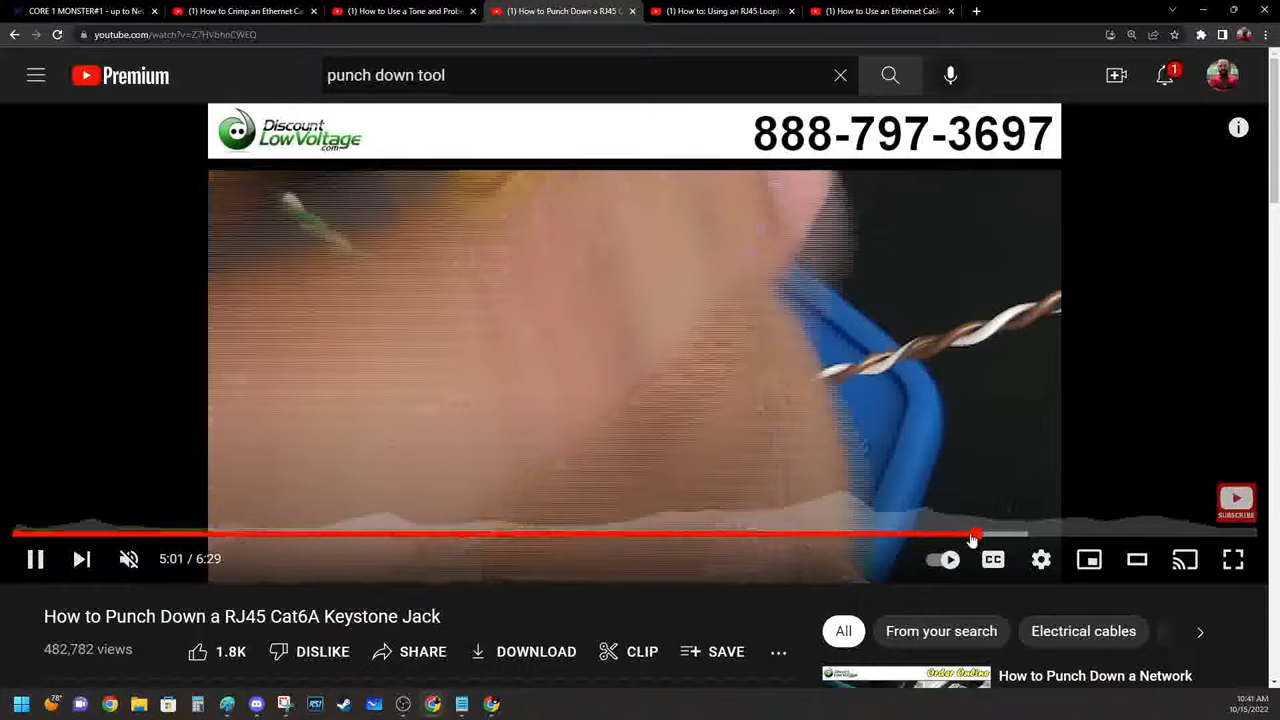 CORE 1 MONSTER#1 - up to Ne
(1) How to Crimp an Ethernet Ca
(1) How to Use a Tone and Probe
(1) How to Punch Down a RJ45 C
(1) How to: Using an RJ45 Loopb
(1) How to Use an Ethernet Cable
youtube.com/watch?v=Z7HVbhnCWEQ
Premium
punch down tool
1
Discount
LowVoltage
.com
888-797-3697
SUBSCRIBE
5:01 / 6:29
CC
How to Punch Down a RJ45 Cat6A Keystone Jack
482,782 views
1.8K
DISLIKE
SHARE
DOWNLOAD
CLIP
SAVE
All
From your search
Electrical cables
Order Online
How to Punch Down a Network
78°
10:41 AM
10/15/2022